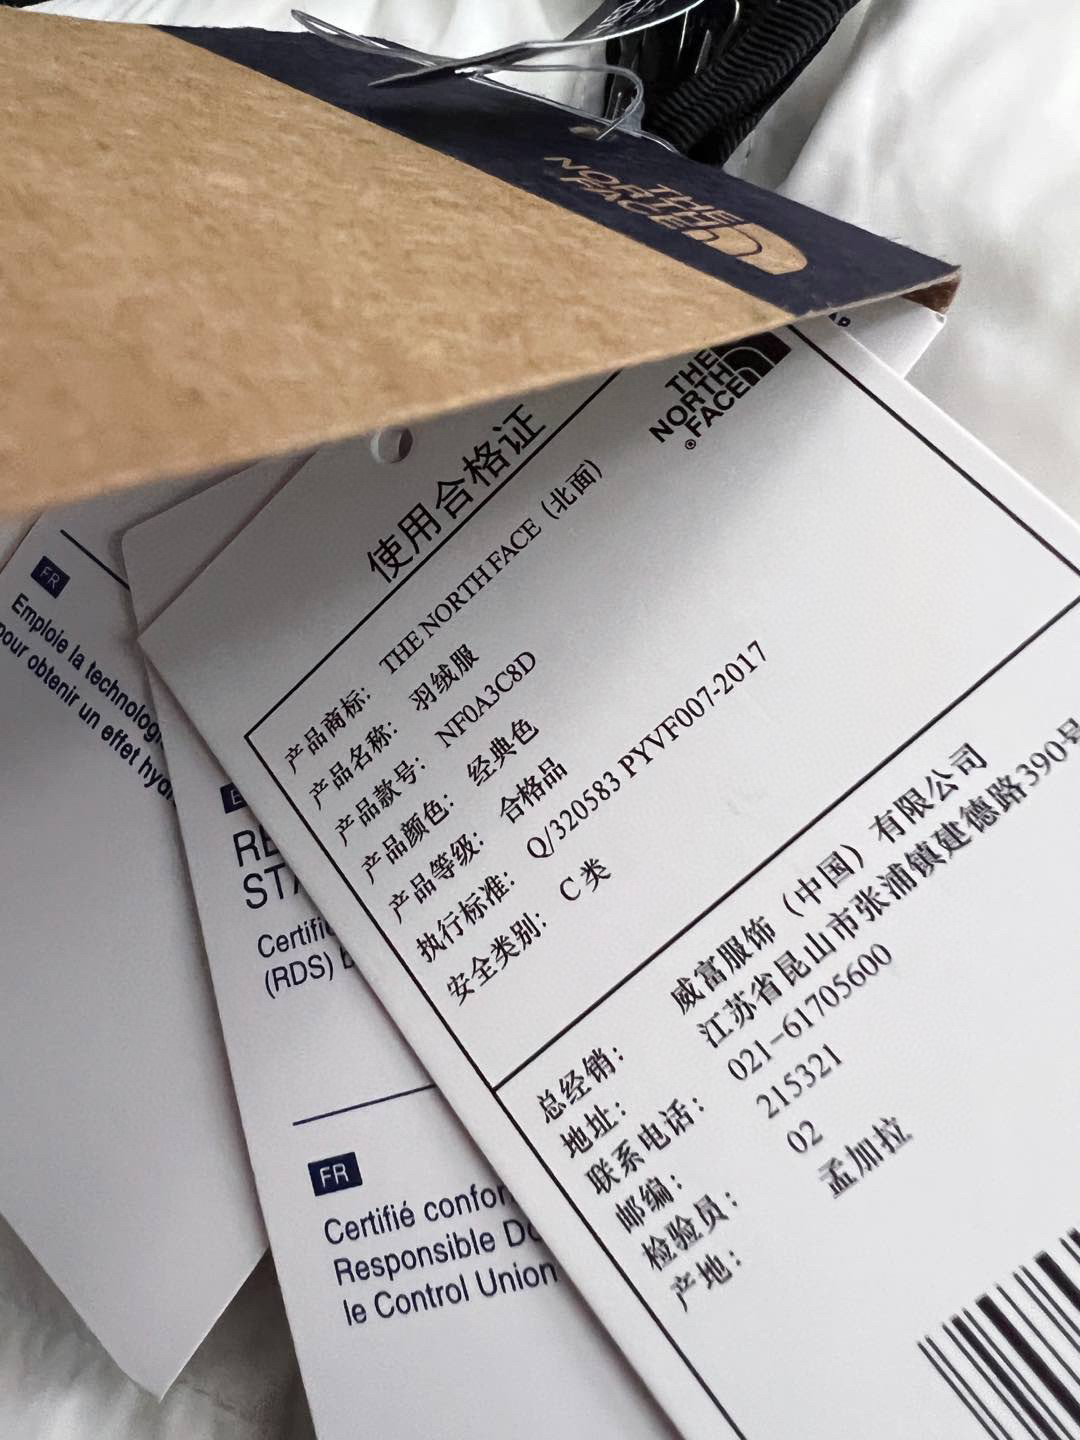 THE
NORTH
FACE
THE
NORTH
FACE
®
使用合格证
产品商标: THE NORTH FACE (北面)
产品名称: 羽绒服
产品款号: NF0A3C8D
产品颜色: 经典色
产品等级: 合格品
执行标准: Q/320583 PYVF007-2017
安全类别: C 类
总经销: 威富服饰 (中国) 有限公司
地址: 江苏省昆山市张浦镇建德路390号
联系电话: 021-61705600
邮编: 215321
检验员: 02
产地: 孟加拉
FR
Emploie la technologi
pour obtenir un effet hydr
RE
STA
Certifie
(RDS)
FR
Certifié confor
Responsible Do
le Control Union